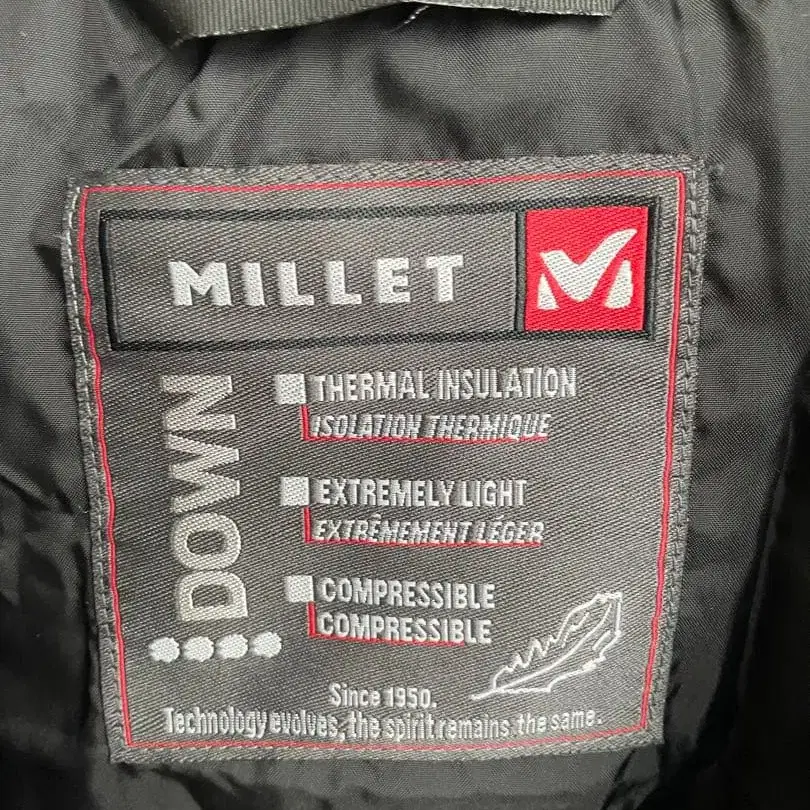 MILLET
DOWN
THERMAL INSULATION
ISOLATION THERMIQUE
EXTREMELY LIGHT
EXTRÊMEMENT LÉGER
COMPRESSIBLE
COMPRESSIBLE
Since 1950.
Technology evolves, the spirit remains the same.